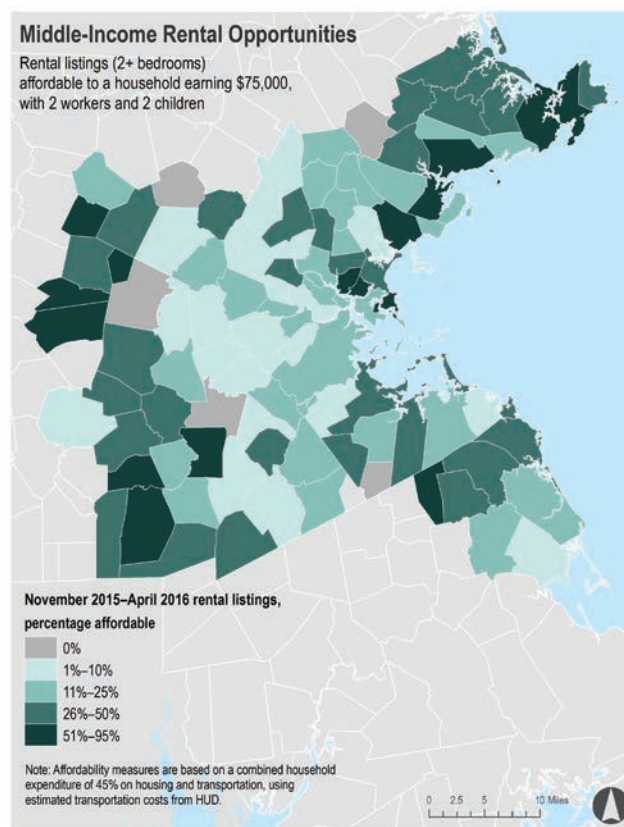 Middle-Income Rental Opportunities
Rental listings (2+ bedrooms)
affordable to a household earning $75,000,
with 2 workers and 2 children
November 2015–April 2016 rental listings,
percentage affordable
0%
1%–10%
11%–25%
26%–50%
51%–95%
Note: Affordability measures are based on a combined household
expenditure of 45% on housing and transportation, using
estimated transportation costs from HUD.
0 2.5 5 10 Miles